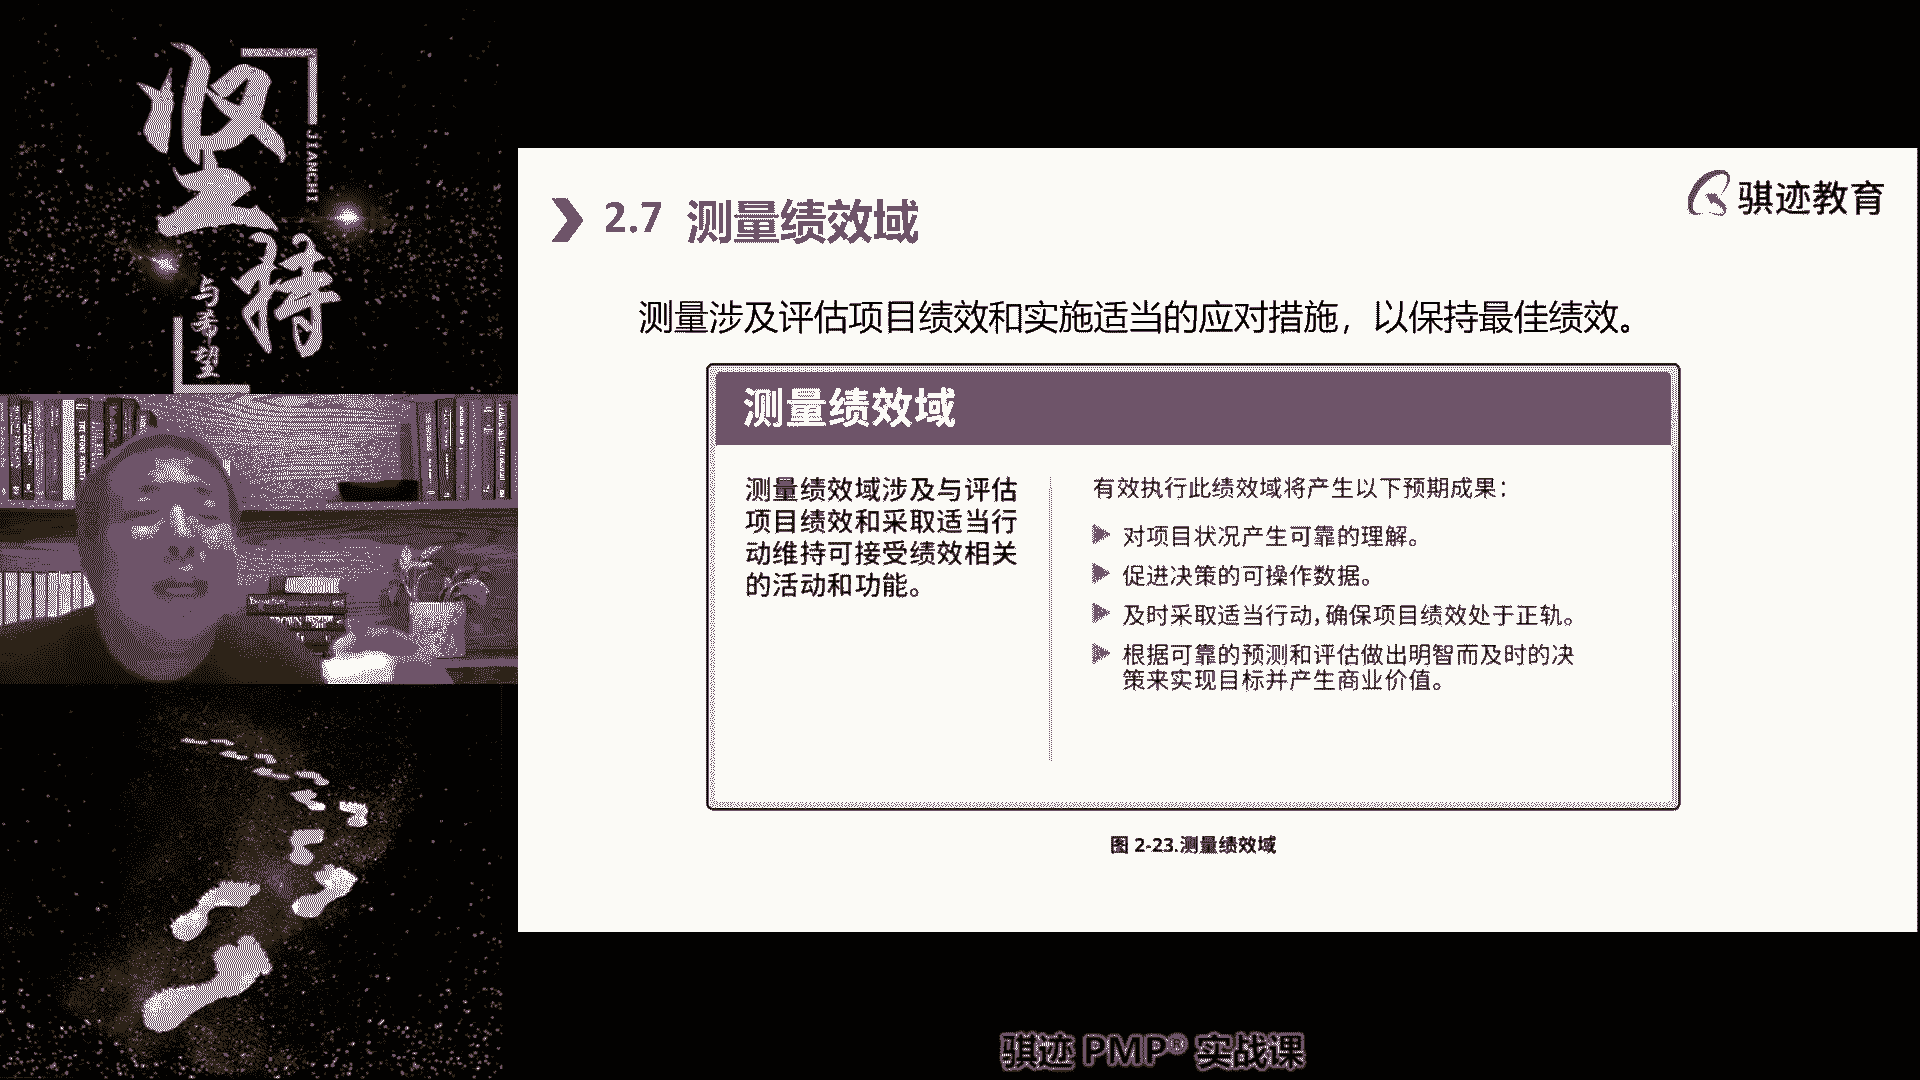 坚持
JIANCHI
与希望
骐迹教育
2.7 测量绩效域
测量涉及评估项目绩效和实施适当的应对措施，以保持最佳绩效。
测量绩效域
测量绩效域涉及与评估
项目绩效和采取适当行
动维持可接受绩效相关
的活动和功能。
有效执行此绩效域将产生以下预期成果：
对项目状况产生可靠的理解。
促进决策的可操作数据。
及时采取适当行动，确保项目绩效处于正轨。
根据可靠的预测和评估做出明智而及时的决
策来实现目标并产生商业价值。
图 2-23.测量绩效域
骐迹 PMP® 实战课